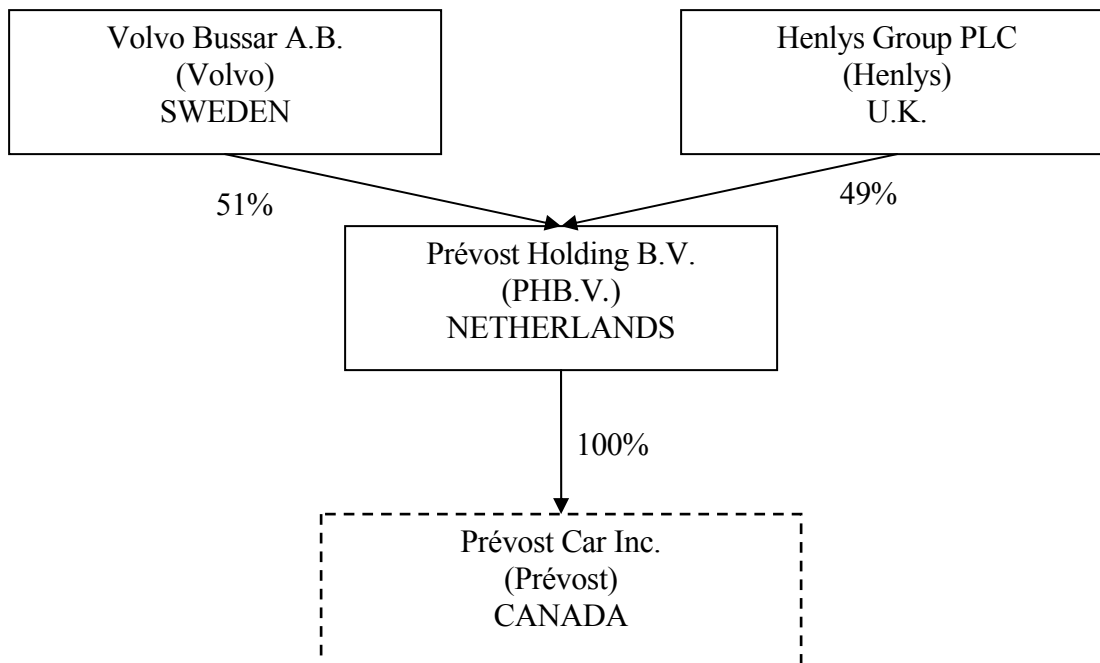 Volvo Bussar A.B.
(Volvo)
SWEDEN
Henlys Group PLC
(Henlys)
U.K.
51%
49%
Prévost Holding B.V.
(PHB.V.)
NETHERLANDS
100%
Prévost Car Inc.
(Prévost)
CANADA